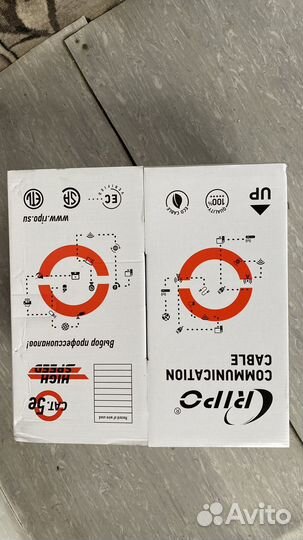 RIPO®
COMMUNICATION
CABLE
UP
QUALITY
100%
ECO CABLE
CAT.5e
HIGH
SPEED
Выбор профессионалов!
www.ripo.su
EC
Avito